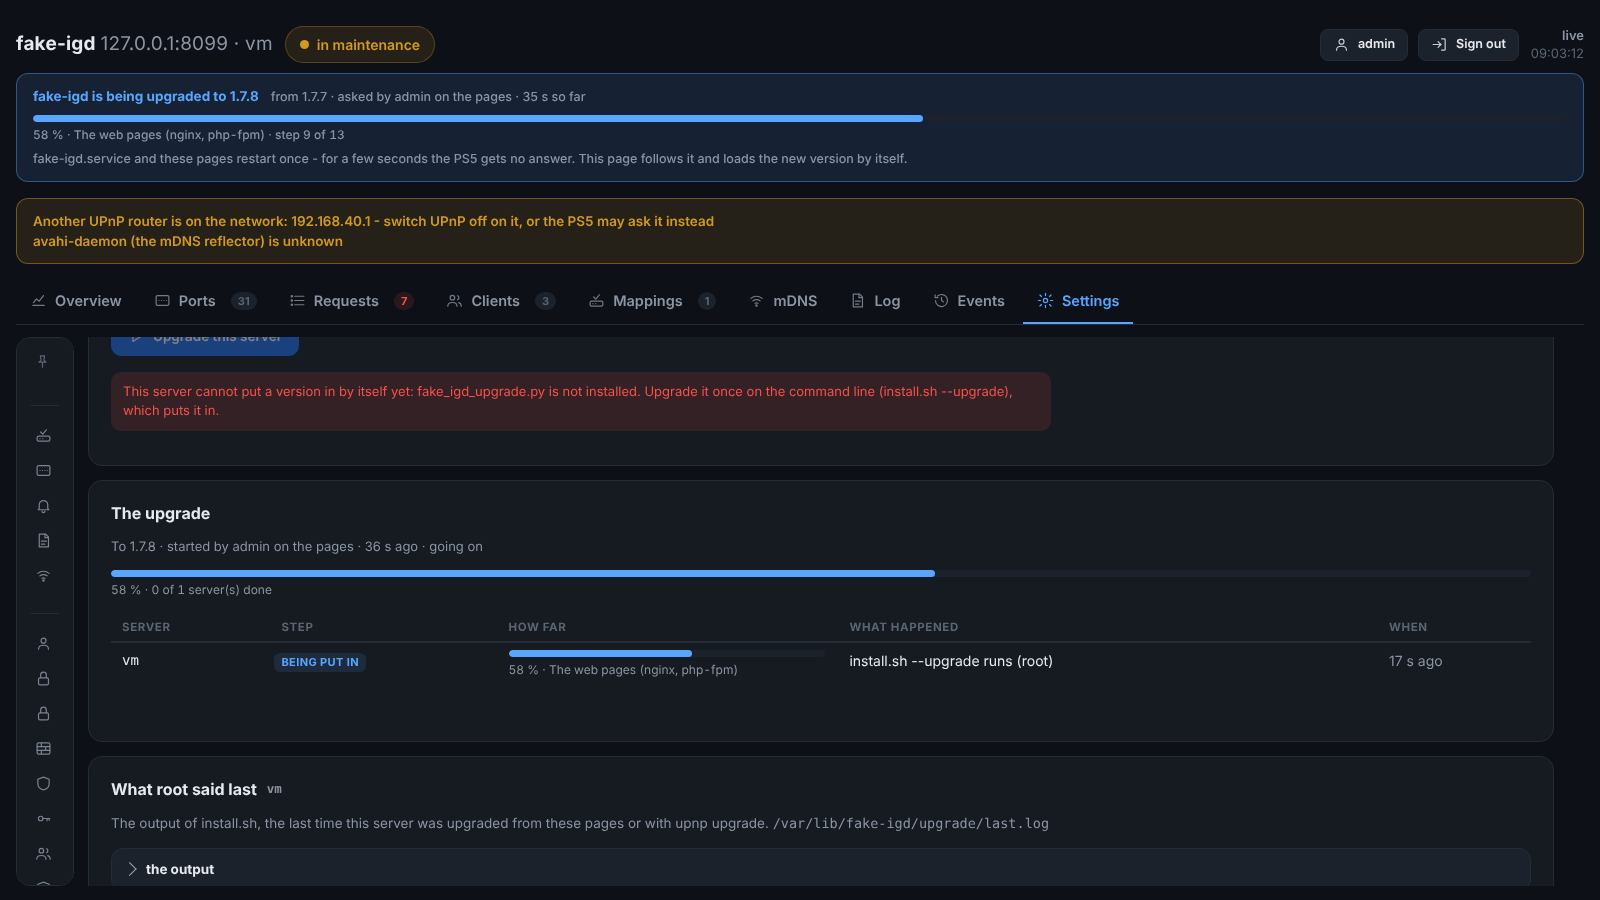 fake-igd 127.0.0.1:8099 · vm
in maintenance
admin
Sign out
live
09:03:12
fake-igd is being upgraded to 1.7.8 from 1.7.7 · asked by admin on the pages · 35 s so far
58 % · The web pages (nginx, php-fpm) · step 9 of 13
fake-igd.service and these pages restart once - for a few seconds the PS5 gets no answer. This page follows it and loads the new version by itself.
Another UPnP router is on the network: 192.168.40.1 - switch UPnP off on it, or the PS5 may ask it instead
avahi-daemon (the mDNS reflector) is unknown
Overview
Ports 31
Requests 7
Clients 3
Mappings 1
mDNS
Log
Events
Settings
Upgrade this server
This server cannot put a version in by itself yet: fake_igd_upgrade.py is not installed. Upgrade it once on the command line (install.sh --upgrade),
which puts it in.
The upgrade
To 1.7.8 · started by admin on the pages · 36 s ago · going on
58 % · 0 of 1 server(s) done
SERVER STEP HOW FAR WHAT HAPPENED WHEN
vm BEING PUT IN 58 % · The web pages (nginx, php-fpm) install.sh --upgrade runs (root) 17 s ago
What root said last vm
The output of install.sh, the last time this server was upgraded from these pages or with upnp upgrade. /var/lib/fake-igd/upgrade/last.log
the output